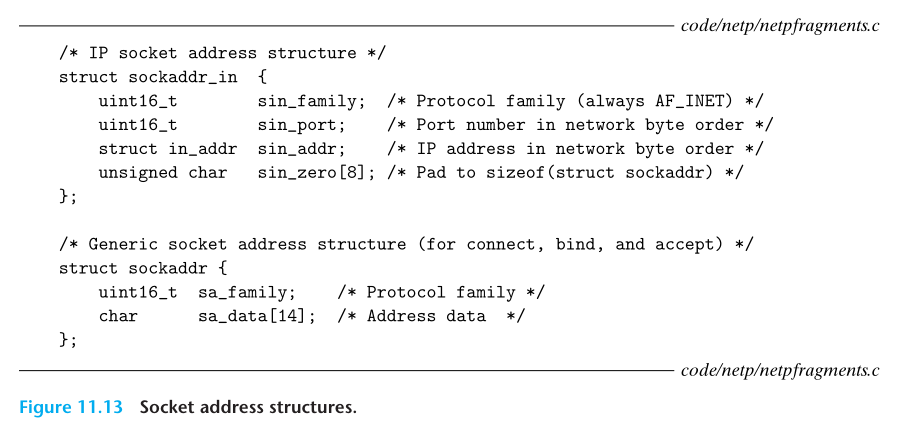 code/netp/netpfragments.c
/* IP socket address structure */
struct sockaddr_in  {
    uint16_t        sin_family;  /* Protocol family (always AF_INET) */
    uint16_t        sin_port;    /* Port number in network byte order */
    struct in_addr  sin_addr;    /* IP address in network byte order */
    unsigned char   sin_zero[8]; /* Pad to sizeof(struct sockaddr) */
};

/* Generic socket address structure (for connect, bind, and accept) */
struct sockaddr {
    uint16_t  sa_family;    /* Protocol family */
    char      sa_data[14];  /* Address data  */
};
code/netp/netpfragments.c
Figure 11.13 Socket address structures.